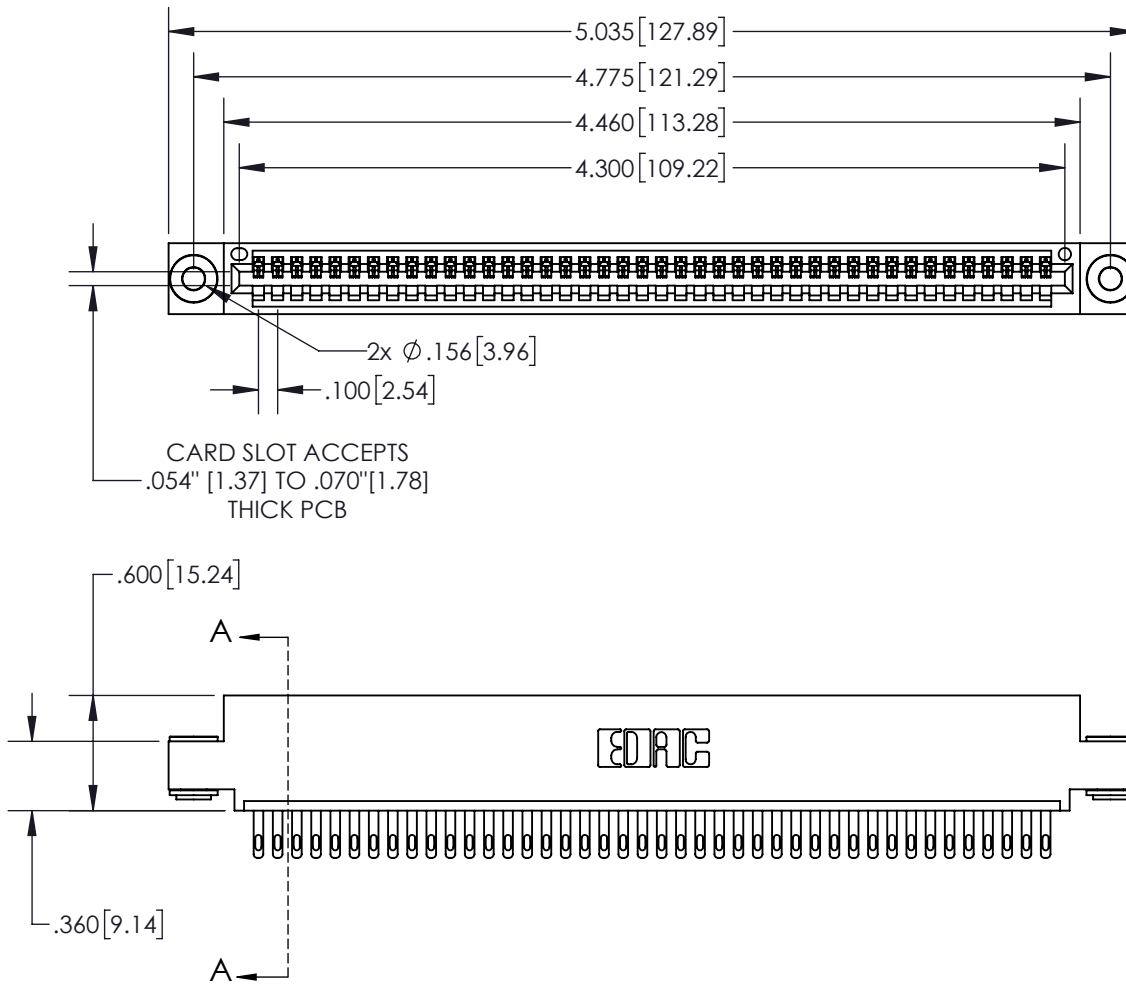 5.035[127.89]
4.775[121.29]
4.460[113.28]
4.300[109.22]
2x Ø.156[3.96]
.100[2.54]
CARD SLOT ACCEPTS
.054" [1.37] TO .070"[1.78]
THICK PCB
.600[15.24]
A
EDAC
.360[9.14]
A